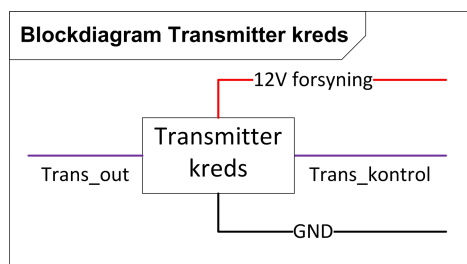 Blockdiagram Transmitter kreds
12V forsyning
Transmitter
kreds
Trans_out
Trans_kontrol
GND